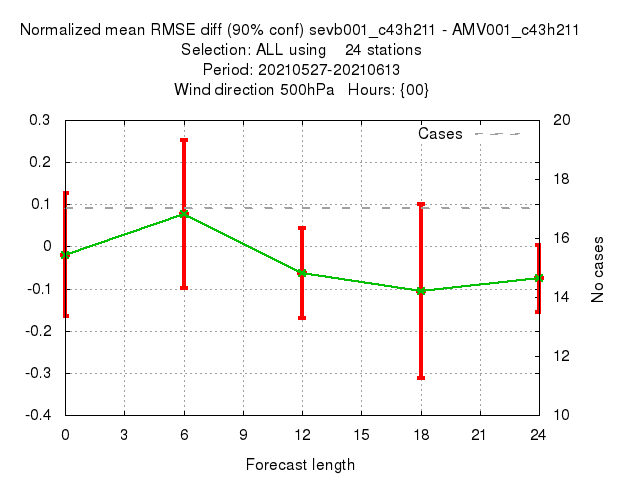 Normalized mean RMSE diff (90% conf) sevb001_c43h211 - AMV001_c43h211
Selection: ALL using    24 stations
Period: 20210527-20210613
Wind direction 500hPa   Hours: {00}
Cases
0.3
0.2
0.1
0
-0.1
-0.2
-0.3
-0.4
20
18
16
14
12
10
No cases
0 3 6 9 12 15 18 21 24
Forecast length